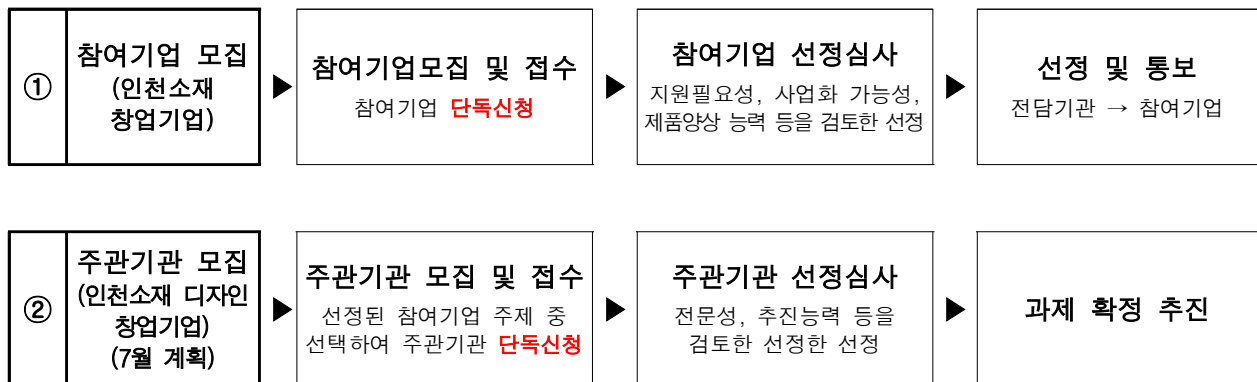 ①
참여기업 모집
(인천소재
창업기업)
▶
참여기업모집 및 접수
참여기업 단독신청
▶
참여기업 선정심사
지원필요성, 사업화 가능성,
제품양상 능력 등을 검토한 선정
▶
선정 및 통보
전담기관 → 참여기업
②
주관기관 모집
(인천소재 디자인
창업기업)
(7월 계획)
▶
주관기관 모집 및 접수
선정된 참여기업 주제 중
선택하여 주관기관 단독신청
▶
주관기관 선정심사
전문성, 추진능력 등을
검토한 선정한 선정
▶
과제 확정 추진